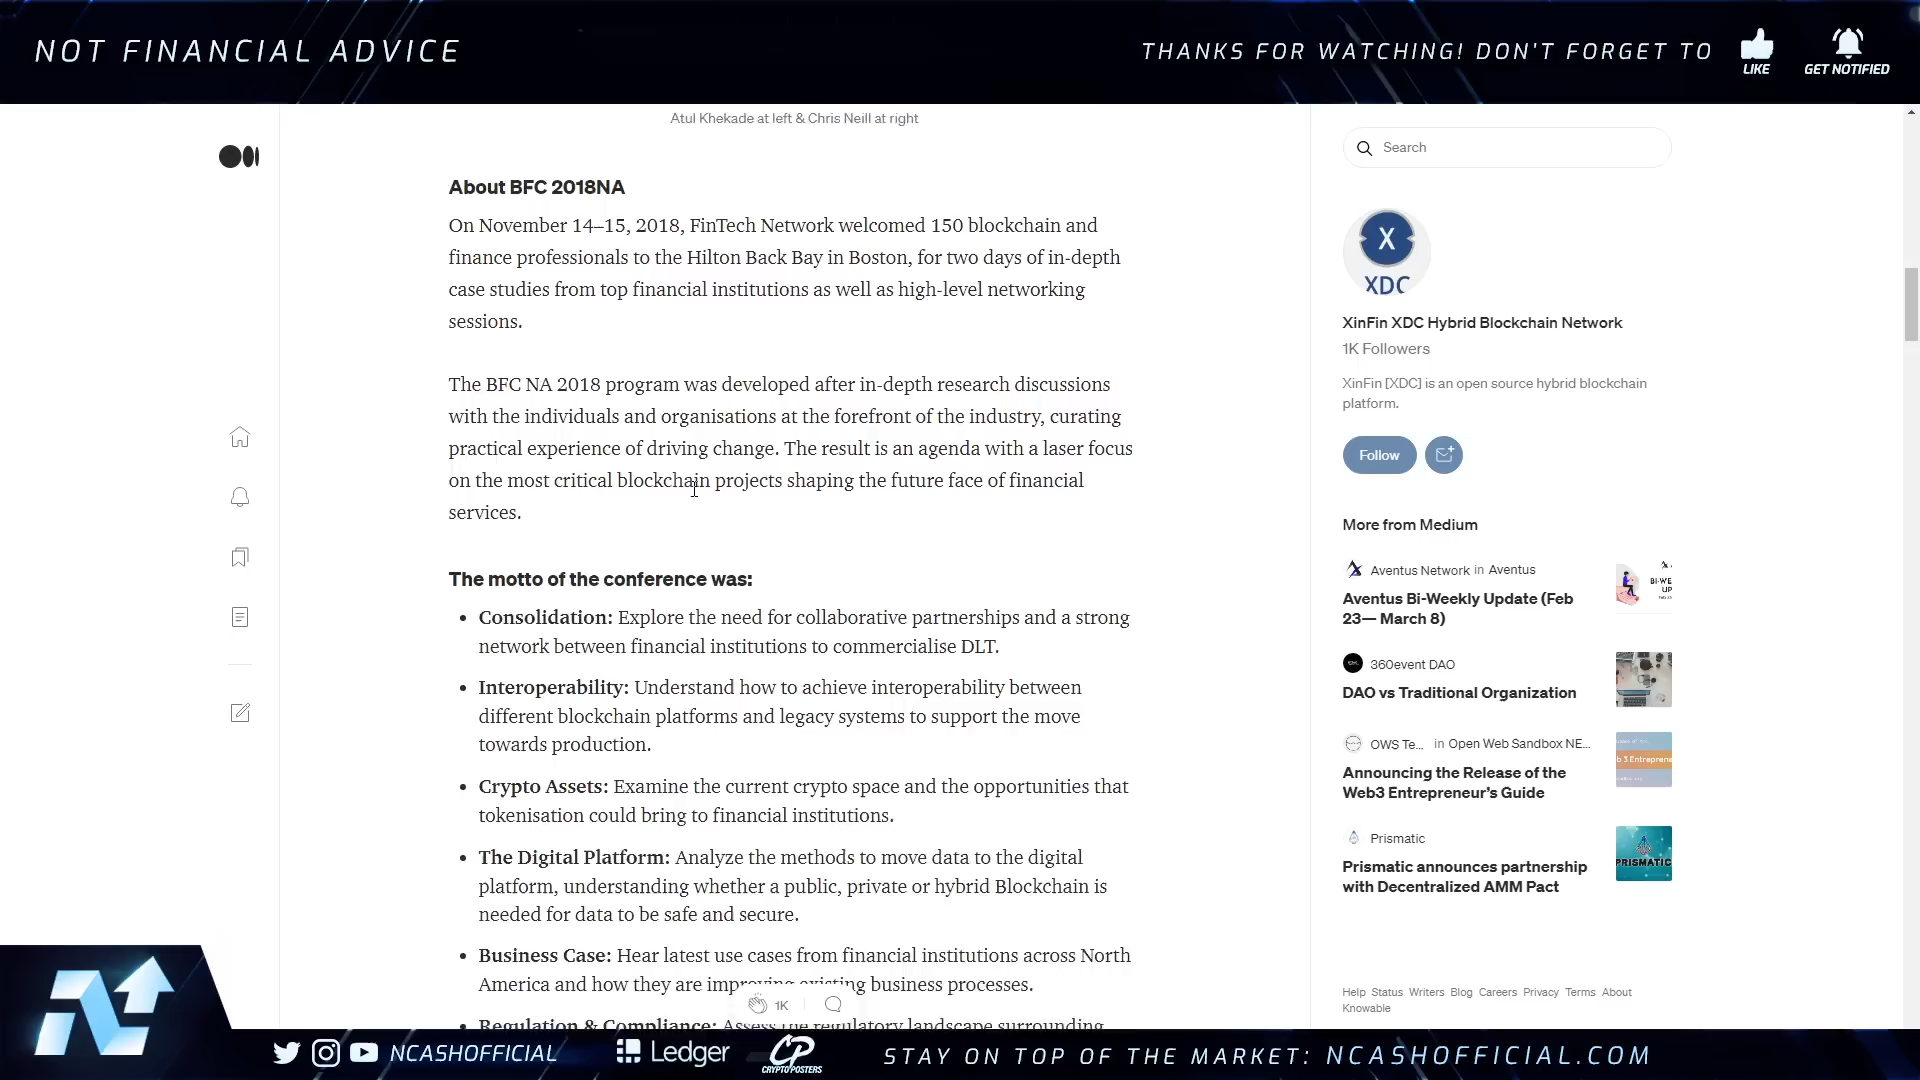 NOT FINANCIAL ADVICE
THANKS FOR WATCHING! DON'T FORGET TO
LIKE
GET NOTIFIED
Atul Khekade at left & Chris Neill at right
About BFC 2018NA
On November 14–15, 2018, FinTech Network welcomed 150 blockchain and
finance professionals to the Hilton Back Bay in Boston, for two days of in-depth
case studies from top financial institutions as well as high-level networking
sessions.
The BFC NA 2018 program was developed after in-depth research discussions
with the individuals and organisations at the forefront of the industry, curating
practical experience of driving change. The result is an agenda with a laser focus
on the most critical blockchain projects shaping the future face of financial
services.
The motto of the conference was:
• Consolidation: Explore the need for collaborative partnerships and a strong
network between financial institutions to commercialise DLT.
• Interoperability: Understand how to achieve interoperability between
different blockchain platforms and legacy systems to support the move
towards production.
• Crypto Assets: Examine the current crypto space and the opportunities that
tokenisation could bring to financial institutions.
• The Digital Platform: Analyze the methods to move data to the digital
platform, understanding whether a public, private or hybrid Blockchain is
needed for data to be safe and secure.
• Business Case: Hear latest use cases from financial institutions across North
America and how they are improving existing business processes.
• Regulation & Compliance: Assess the regulatory landscape surrounding
1K
Search
X
XDC
XinFin XDC Hybrid Blockchain Network
1K Followers
XinFin [XDC] is an open source hybrid blockchain
platform.
Follow
More from Medium
Aventus Network in Aventus
Aventus Bi-Weekly Update (Feb
23— March 8)
360event DAO
DAO vs Traditional Organization
OWS Te... in Open Web Sandbox NE...
Announcing the Release of the
Web3 Entrepreneur's Guide
Prismatic
Prismatic announces partnership
with Decentralized AMM Pact
PRISMATIC
Help Status Writers Blog Careers Privacy Terms About
Knowable
NCASHOFFICIAL
Ledger
CP
CRYPTOPOSTERS
STAY ON TOP OF THE MARKET: NCASHOFFICIAL.COM